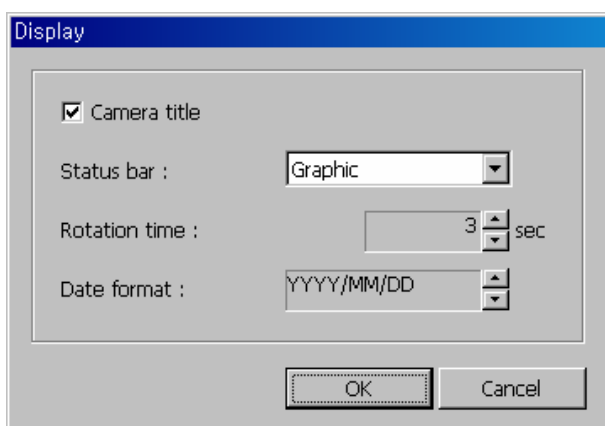 Display
Camera title
Status bar : Graphic
Rotation time : 3 sec
Date format : YYYY/MM/DD
OK Cancel